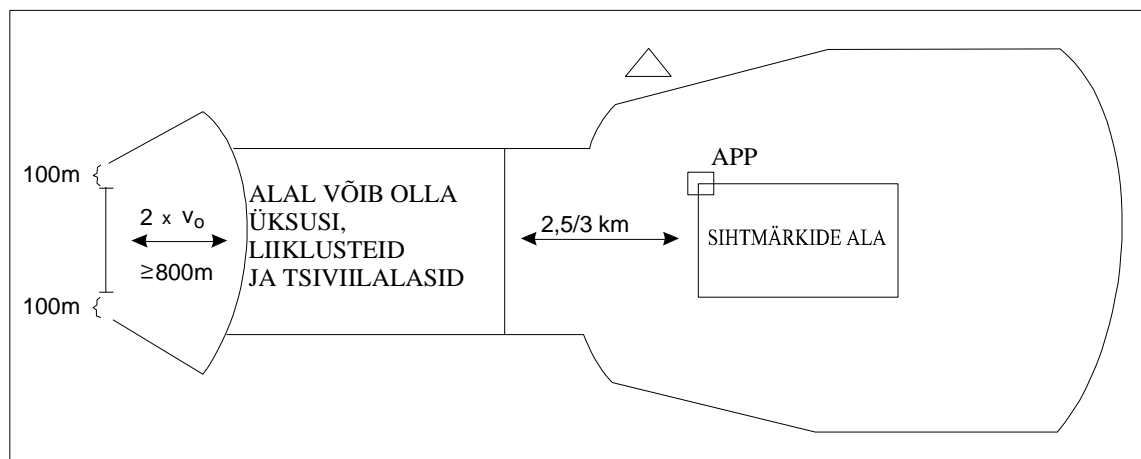 100m
2 x vo
≥800m
100m
ALAL VÕIB OLLA
ÜKSUSI,
LIIKLUSTEID
JA TSIVIILALASID
2,5/3 km
APP
SIHTMÄRKIDE ALA